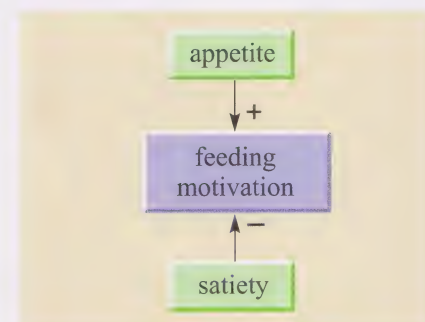 appetite
+
feeding
motivation
−
satiety